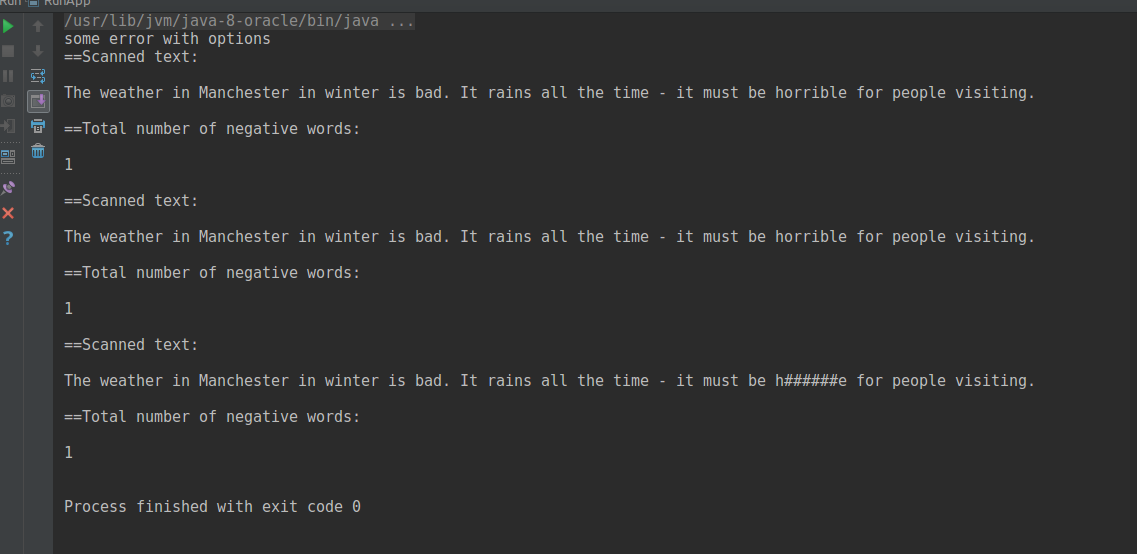 Run RunApp
/usr/lib/jvm/java-8-oracle/bin/java ...
some error with options
==Scanned text:
The weather in Manchester in winter is bad. It rains all the time - it must be horrible for people visiting.
==Total number of negative words:
1
==Scanned text:
The weather in Manchester in winter is bad. It rains all the time - it must be horrible for people visiting.
==Total number of negative words:
1
==Scanned text:
The weather in Manchester in winter is bad. It rains all the time - it must be h######e for people visiting.
==Total number of negative words:
1
Process finished with exit code 0